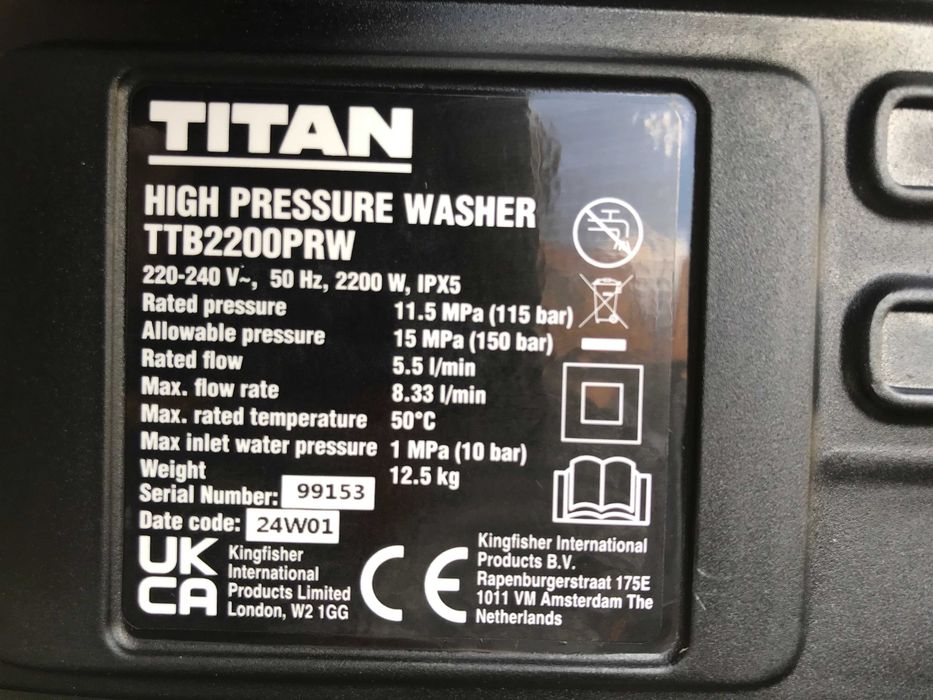 TITAN
HIGH PRESSURE WASHER
TTB2200PRW
220-240 V~, 50 Hz, 2200 W, IPX5
Rated pressure 11.5 MPa (115 bar)
Allowable pressure 15 MPa (150 bar)
Rated flow 5.5 l/min
Max. flow rate 8.33 l/min
Max. rated temperature 50°C
Max inlet water pressure 1 MPa (10 bar)
Weight 12.5 kg
Serial Number: 99153
Date code: 24W01
UK
CA
Kingfisher
International
Products Limited
London, W2 1GG
CE
Kingfisher International
Products B.V.
Rapenburgerstraat 175E
1011 VM Amsterdam The
Netherlands